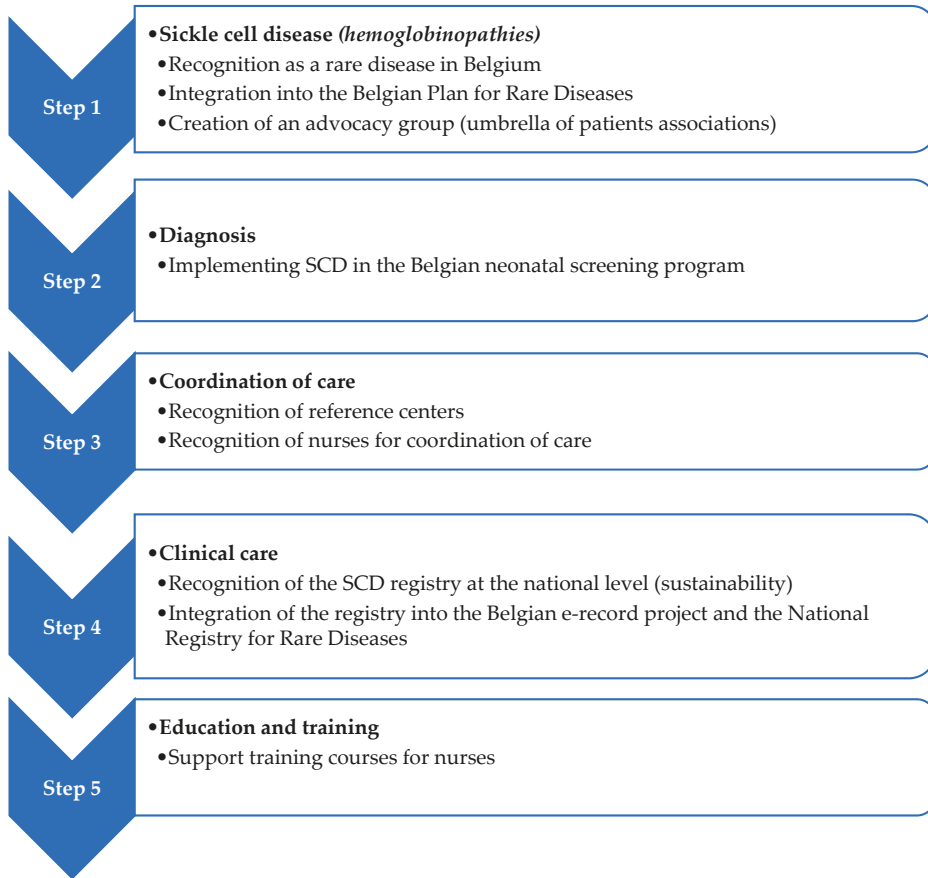 Step 1
•Sickle cell disease (hemoglobinopathies)
•Recognition as a rare disease in Belgium
•Integration into the Belgian Plan for Rare Diseases
•Creation of an advocacy group (umbrella of patients associations)
Step 2
•Diagnosis
•Implementing SCD in the Belgian neonatal screening program
Step 3
•Coordination of care
•Recognition of reference centers
•Recognition of nurses for coordination of care
Step 4
•Clinical care
•Recognition of the SCD registry at the national level (sustainability)
•Integration of the registry into the Belgian e-record project and the National
Registry for Rare Diseases
Step 5
•Education and training
•Support training courses for nurses